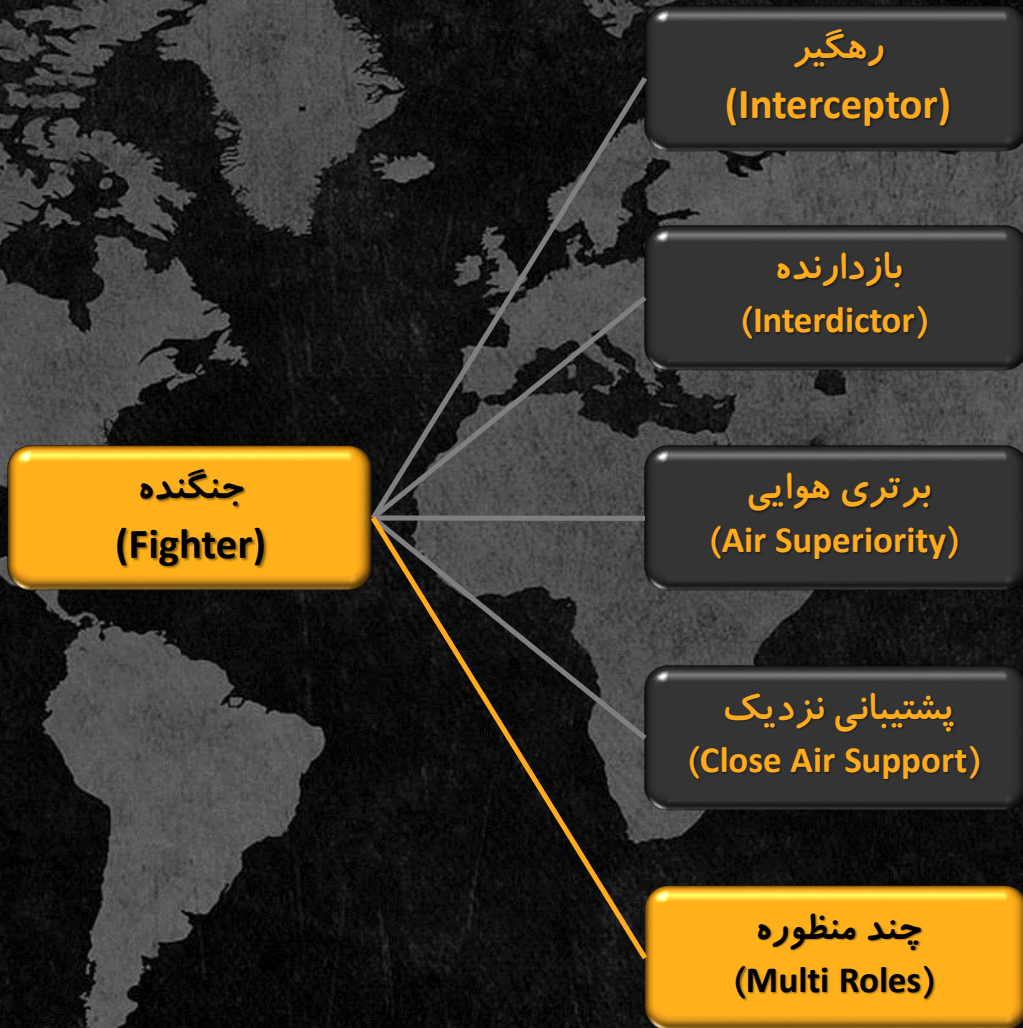 رهگیر
(Interceptor)
بازدارنده
(Interdictor)
برتری هوایی
(Air Superiority)
جنگنده
(Fighter)
پشتیبانی نزدیک
(Close Air Support)
چند منظوره
(Multi Roles)